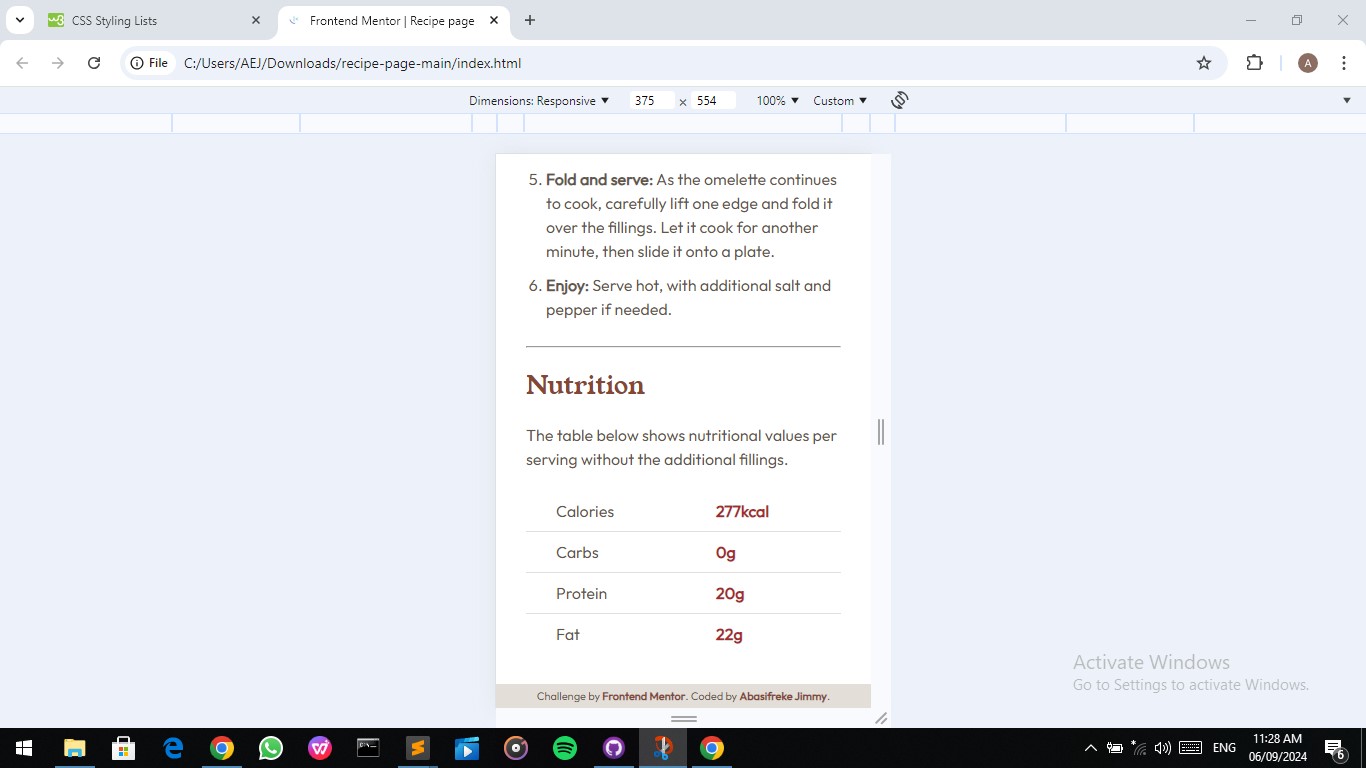 CSS Styling Lists
Frontend Mentor | Recipe page
File
C:/Users/AEJ/Downloads/recipe-page-main/index.html
A
Dimensions: Responsive
375
×
554
100%
Custom
5. Fold and serve: As the omelette continues
to cook, carefully lift one edge and fold it
over the fillings. Let it cook for another
minute, then slide it onto a plate.
6. Enjoy: Serve hot, with additional salt and
pepper if needed.
Nutrition
The table below shows nutritional values per
serving without the additional fillings.
Calories 277kcal
Carbs 0g
Protein 20g
Fat 22g
Challenge by Frontend Mentor. Coded by Abasifreke Jimmy.
Activate Windows
Go to Settings to activate Windows.
ENG
11:28 AM
06/09/2024
6